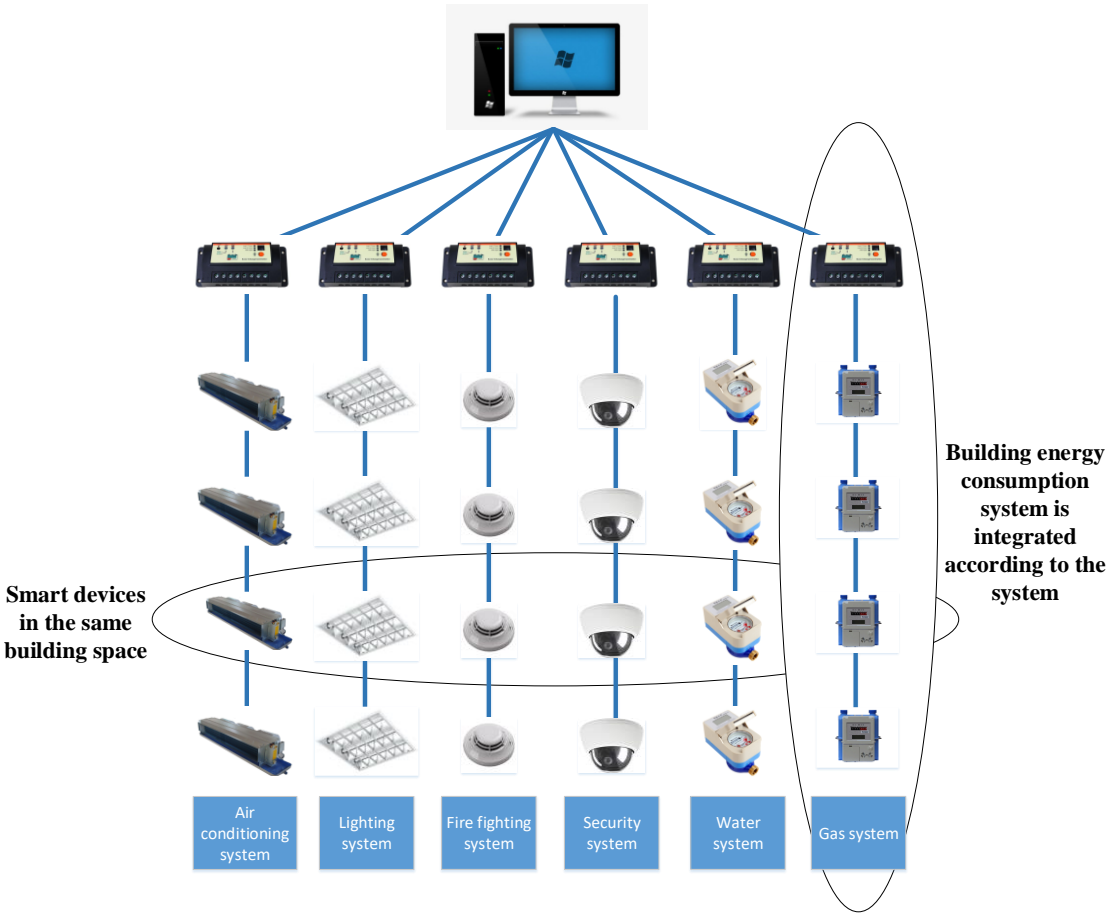 Building energy
consumption
system is
integrated
according to the
system
Smart devices
in the same
building space
Air
conditioning
system
Lighting
system
Fire fighting
system
Security
system
Water
system
Gas system